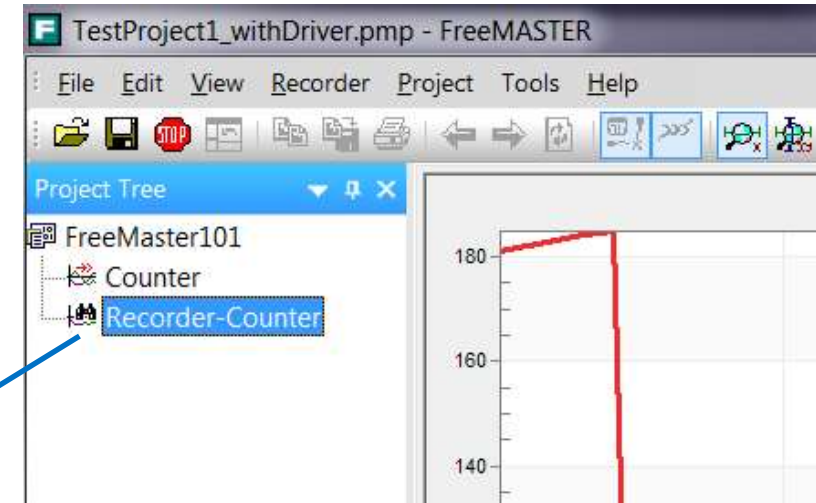 TestProject1_withDriver.pmp - FreeMASTER
File Edit View Recorder Project Tools Help
STOP
Project Tree
FreeMaster101
Counter
Recorder-Counter
180
160
140